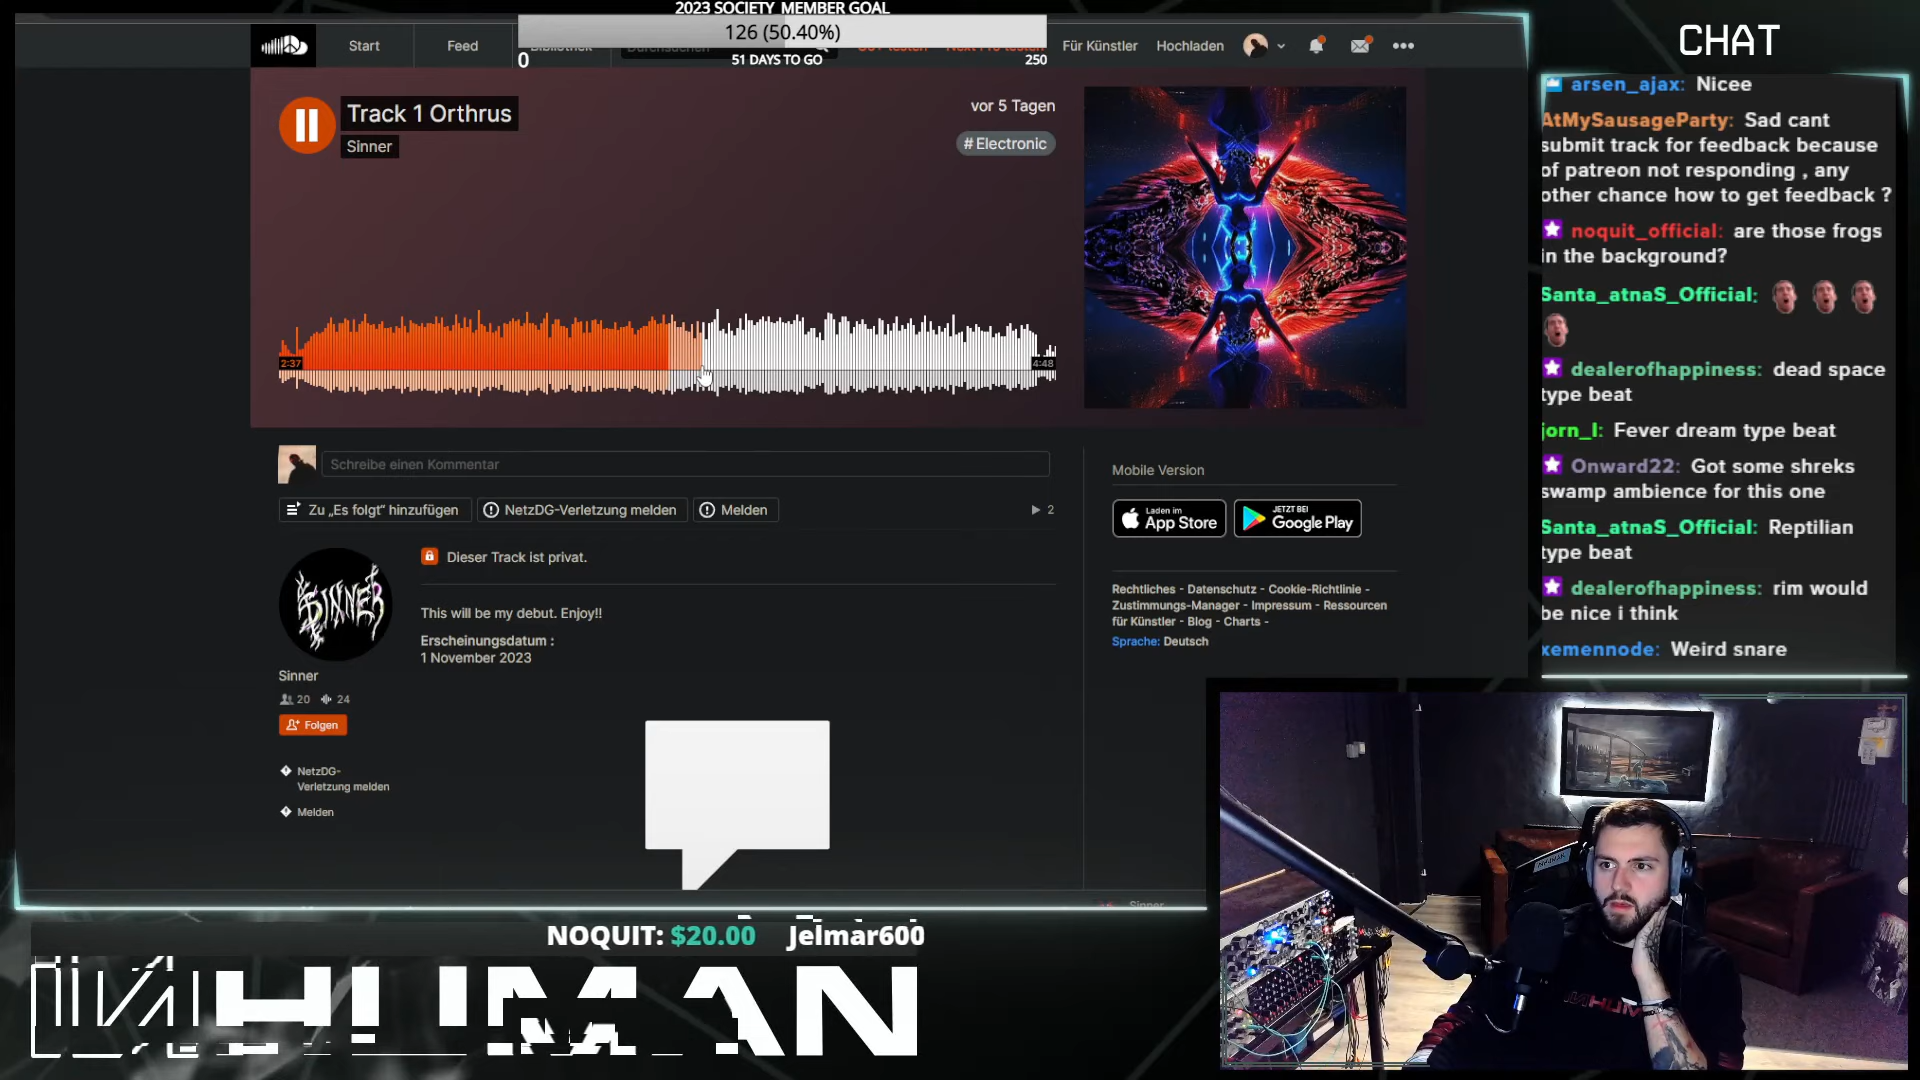 2023 SOCIETY MEMBER GOAL
126 (50.40%)
0
51 DAYS TO GO
250
Start
Feed
Bibliothek
Für Künstler
Hochladen
Track 1 Orthrus
Sinner
vor 5 Tagen
# Electronic
2:37
4:48
Schreibe einen Kommentar
Zu „Es folgt" hinzufügen
NetzDG-Verletzung melden
Melden
2
Dieser Track ist privat.
This will be my debut. Enjoy!!
Erscheinungsdatum :
1 November 2023
SINNER
Sinner
20
24
Folgen
NetzDG-
Verletzung melden
Melden
Mobile Version
Laden im
App Store
JETZT BEI
Google Play
Rechtliches - Datenschutz - Cookie-Richtlinie -
Zustimmungs-Manager - Impressum - Ressourcen
für Künstler - Blog - Charts -
Sprache: Deutsch
Sinner
CHAT
arsen_ajax: Nicee
AtMySausageParty: Sad cant
submit track for feedback because
of patreon not responding , any
other chance how to get feedback ?
noquit_official: are those frogs
in the background?
Santa_atnaS_Official:
dealerofhappiness: dead space
type beat
jorn_l: Fever dream type beat
Onward22: Got some shreks
swamp ambience for this one
Santa_atnaS_Official: Reptilian
type beat
dealerofhappiness: rim would
be nice i think
xemennode: Weird snare
NOQUIT: $20.00 Jelmar600
INHUMAN